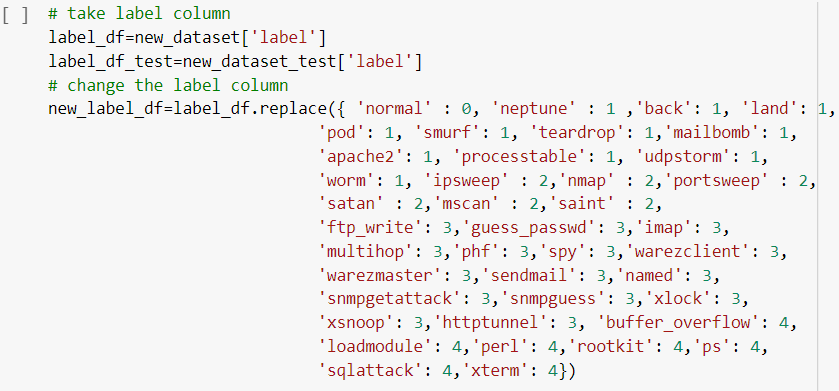 [ ] # take label column
label_df=new_dataset['label']
label_df_test=new_dataset_test['label']
# change the label column
new_label_df=label_df.replace({ 'normal' : 0, 'neptune' : 1 ,'back': 1, 'land': 1,
'pod': 1, 'smurf': 1, 'teardrop': 1,'mailbomb': 1,
'apache2': 1, 'processtable': 1, 'udpstorm': 1,
'worm': 1, 'ipsweep' : 2,'nmap' : 2,'portsweep' : 2,
'satan' : 2,'mscan' : 2,'saint' : 2,
'ftp_write': 3,'guess_passwd': 3,'imap': 3,
'multihop': 3,'phf': 3,'spy': 3,'warezclient': 3,
'warezmaster': 3,'sendmail': 3,'named': 3,
'snmpgetattack': 3,'snmpguess': 3,'xlock': 3,
'xsnoop': 3,'httptunnel': 3, 'buffer_overflow': 4,
'loadmodule': 4,'perl': 4,'rootkit': 4,'ps': 4,
'sqlattack': 4,'xterm': 4})